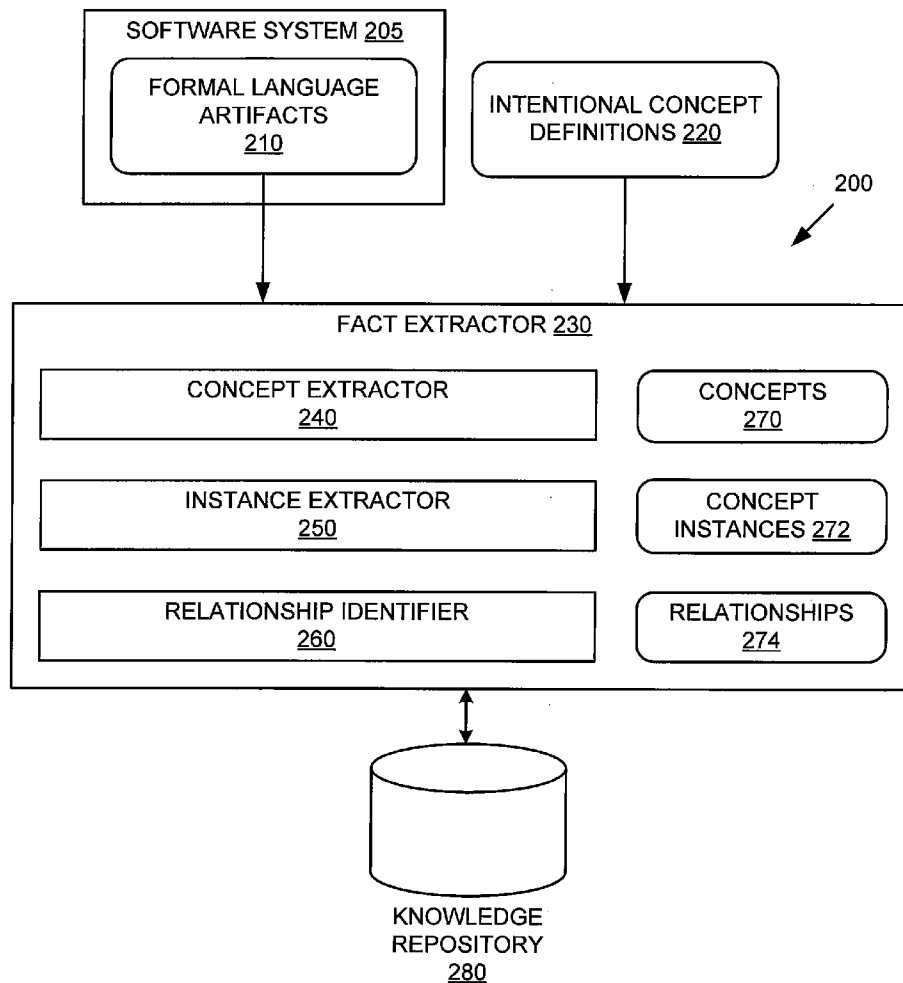 SOFTWARE SYSTEM 205
FORMAL LANGUAGE
ARTIFACTS
210
INTENTIONAL CONCEPT
DEFINITIONS 220
200
FACT EXTRACTOR 230
CONCEPT EXTRACTOR
240
CONCEPTS
270
INSTANCE EXTRACTOR
250
CONCEPT
INSTANCES 272
RELATIONSHIP IDENTIFIER
260
RELATIONSHIPS
274
KNOWLEDGE
REPOSITORY
280